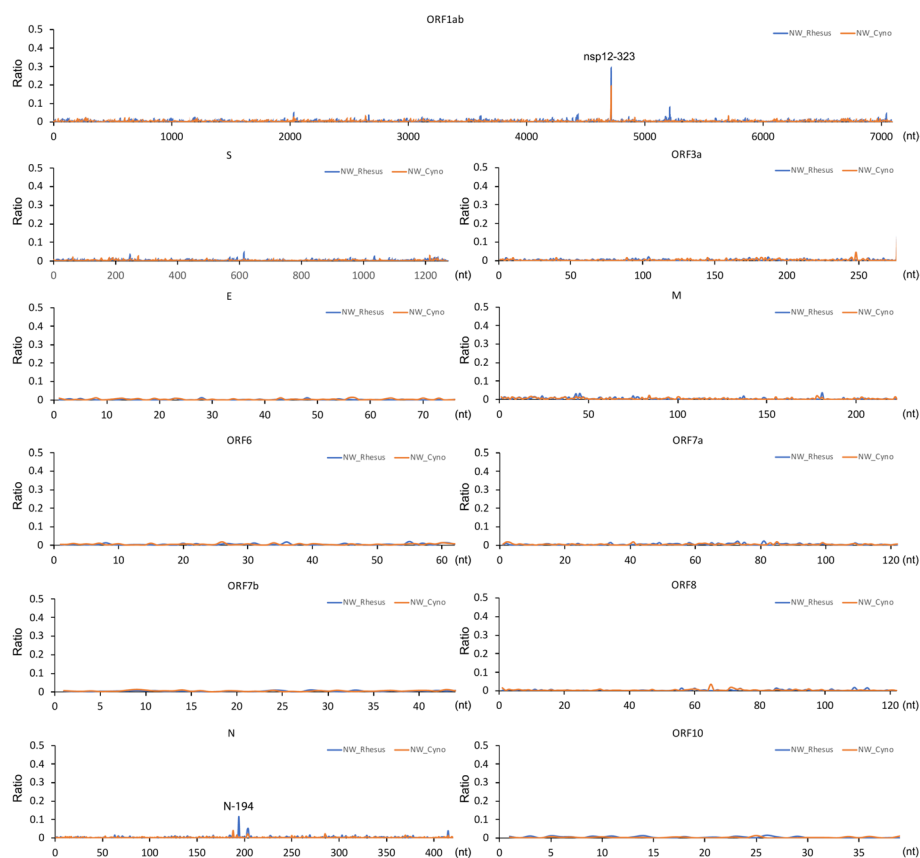 ORF1ab
NW_Rhesus NW_Cyno
nsp12-323
Ratio
0.5
0.4
0.3
0.2
0.1
0
0 1000 2000 3000 4000 5000 6000 7000 (nt)
S
NW_Rhesus NW_Cyno
Ratio
0.5
0.4
0.3
0.2
0.1
0
0 200 400 600 800 1000 1200 (nt)
ORF3a
NW_Rhesus NW_Cyno
Ratio
0.5
0.4
0.3
0.2
0.1
0
0 50 100 150 200 250 (nt)
E
NW_Rhesus NW_Cyno
Ratio
0.5
0.4
0.3
0.2
0.1
0
0 10 20 30 40 50 60 70 (nt)
M
NW_Rhesus NW_Cyno
Ratio
0.5
0.4
0.3
0.2
0.1
0
50 100 150 200 (nt)
ORF6
NW_Rhesus NW_Cyno
Ratio
0.5
0.4
0.3
0.2
0.1
0
0 10 20 30 40 50 60 (nt)
ORF7a
NW_Rhesus NW_Cyno
Ratio
0.5
0.4
0.3
0.2
0.1
0
0 20 40 60 80 100 120 (nt)
ORF7b
NW_Rhesus NW_Cyno
Ratio
0.5
0.4
0.3
0.2
0.1
0
0 5 10 15 20 25 30 35 40 (nt)
ORF8
NW_Rhesus NW_Cyno
Ratio
0.5
0.4
0.3
0.2
0.1
0
0 20 40 60 80 100 120 (nt)
N
NW_Rhesus NW_Cyno
N-194
Ratio
0.5
0.4
0.3
0.2
0.1
0
0 50 100 150 200 250 300 350 400 (nt)
ORF10
NW_Rhesus NW_Cyno
Ratio
0.5
0.4
0.3
0.2
0.1
0
0 5 10 15 20 25 30 35 (nt)